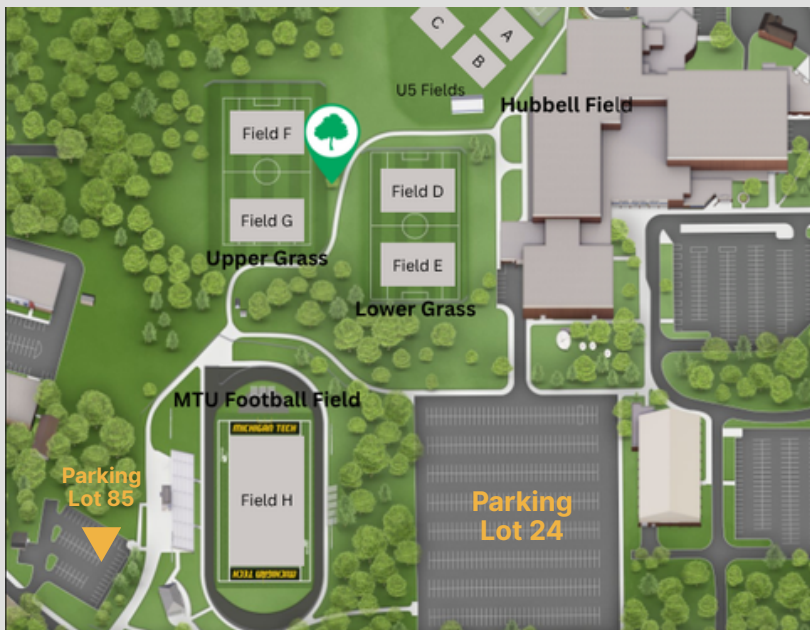 C
A
B
U5 Fields
Hubbell Field
Field F
Field D
Field G
Upper Grass
Field E
Lower Grass
MTU Football Field
MICHIGAN TECH
Parking
Lot 85
Field H
Parking
Lot 24
MICHIGAN TECH